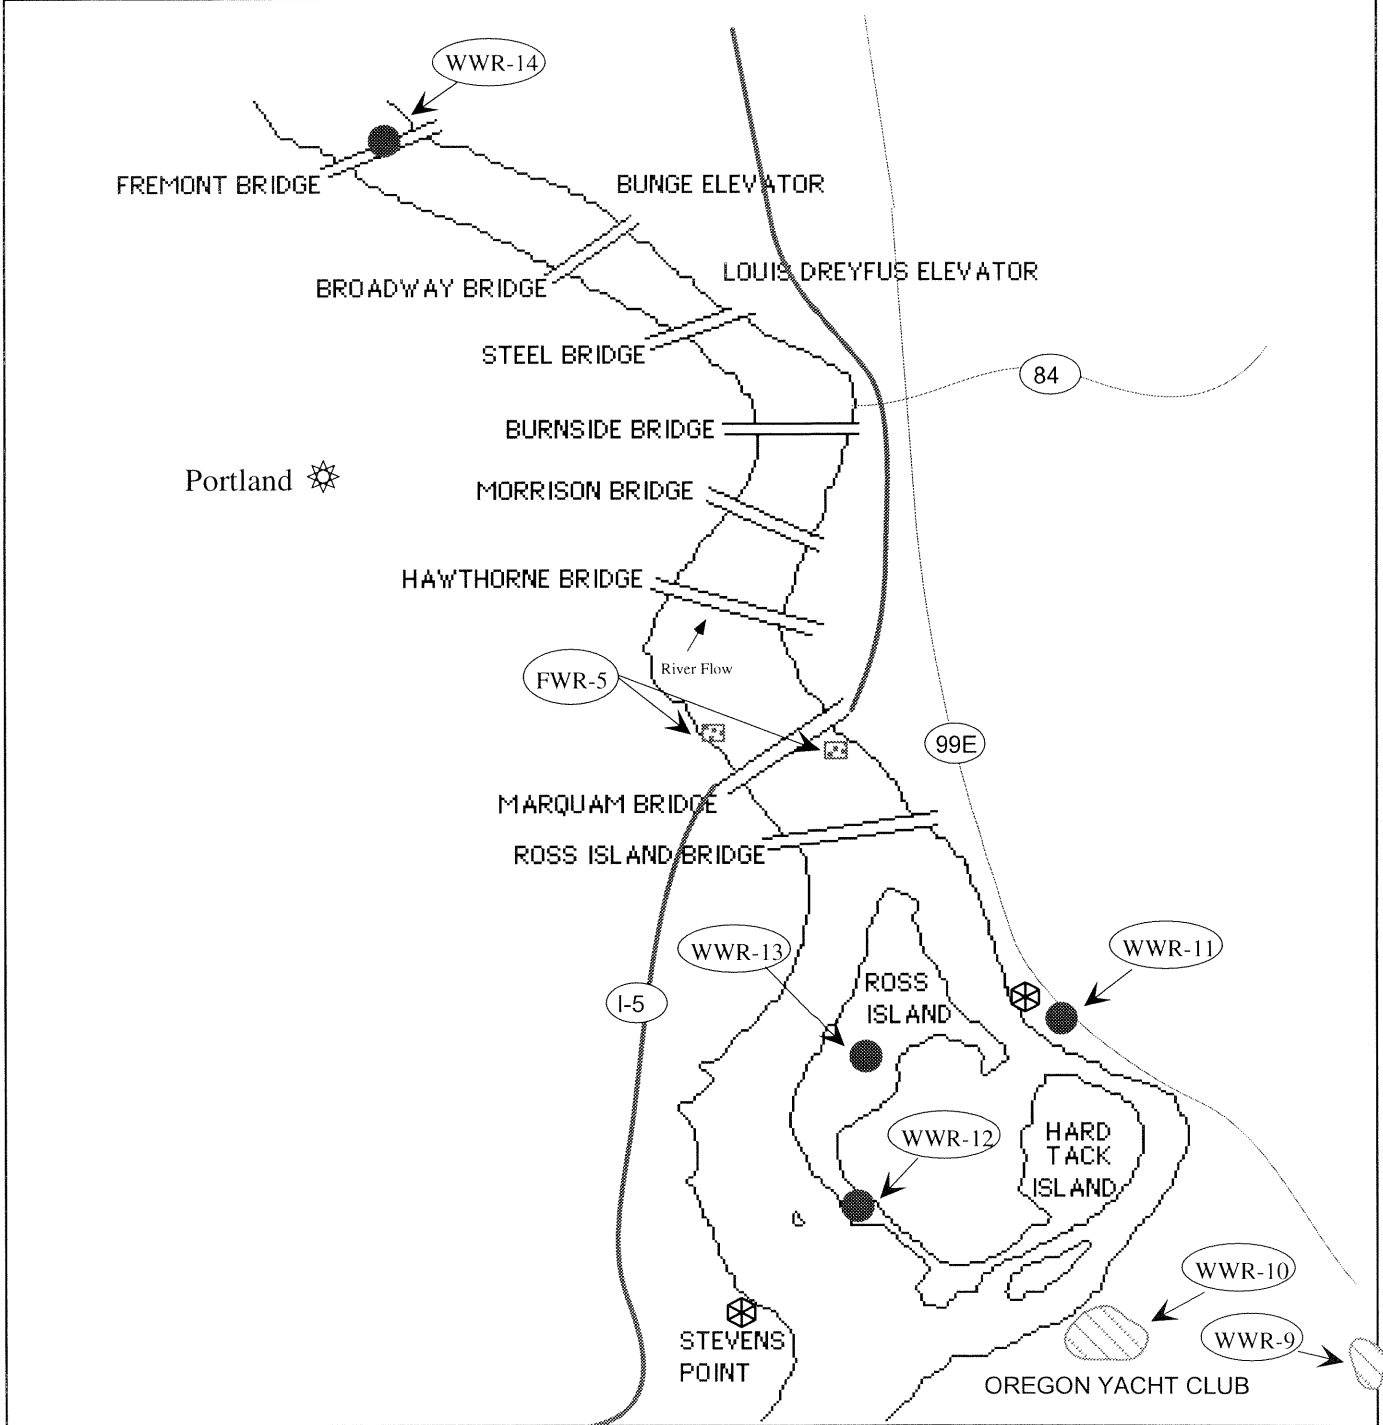 WWR-14
FREMONT BRIDGE
BUNGE ELEVATOR
LOUIS DREYFUS ELEVATOR
BROADWAY BRIDGE
STEEL BRIDGE
84
BURNSIDE BRIDGE
Portland
MORRISON BRIDGE
HAWTHORNE BRIDGE
River Flow
FWR-5
99E
MARQUAM BRIDGE
ROSS ISLAND BRIDGE
WWR-13
WWR-11
ROSS
ISLAND
I-5
WWR-12
HARD
TACK
ISLAND
WWR-10
WWR-9
STEVENS
POINT
OREGON YACHT CLUB